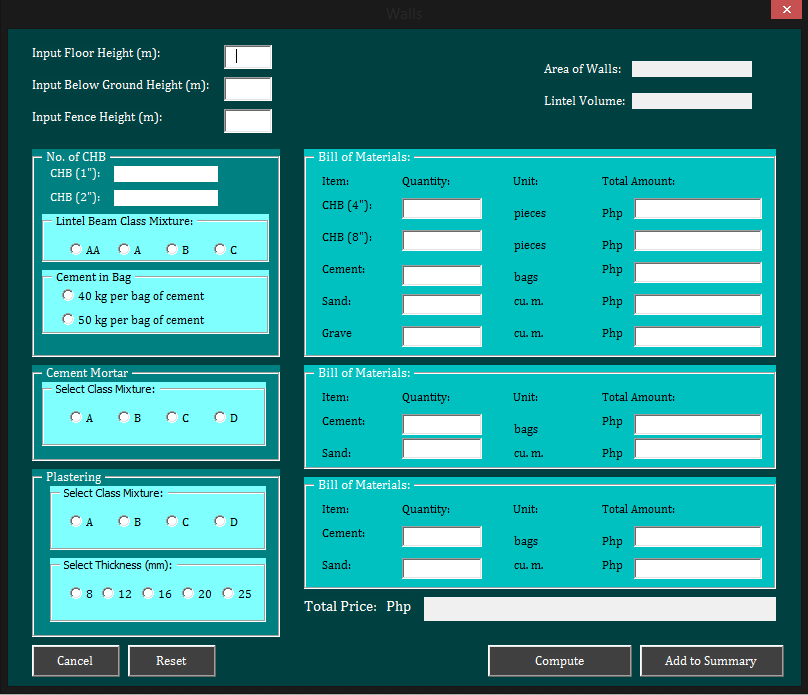 Walls
Input Floor Height (m):
Input Below Ground Height (m):
Input Fence Height (m):
Area of Walls:
Lintel Volume:
No. of CHB
CHB (1"):
CHB (2"):
Lintel Beam Class Mixture:
AA A B C
Cement in Bag
40 kg per bag of cement
50 kg per bag of cement
Bill of Materials:
Item: Quantity: Unit: Total Amount:
CHB (4"): pieces Php
CHB (8"): pieces Php
Cement: bags Php
Sand: cu. m. Php
Grave cu. m. Php
Cement Mortar
Select Class Mixture:
A B C D
Bill of Materials:
Item: Quantity: Unit: Total Amount:
Cement: bags Php
Sand: cu. m. Php
Plastering
Select Class Mixture:
A B C D
Select Thickness (mm):
8 12 16 20 25
Bill of Materials:
Item: Quantity: Unit: Total Amount:
Cement: bags Php
Sand: cu. m. Php
Total Price: Php
Cancel Reset Compute Add to Summary